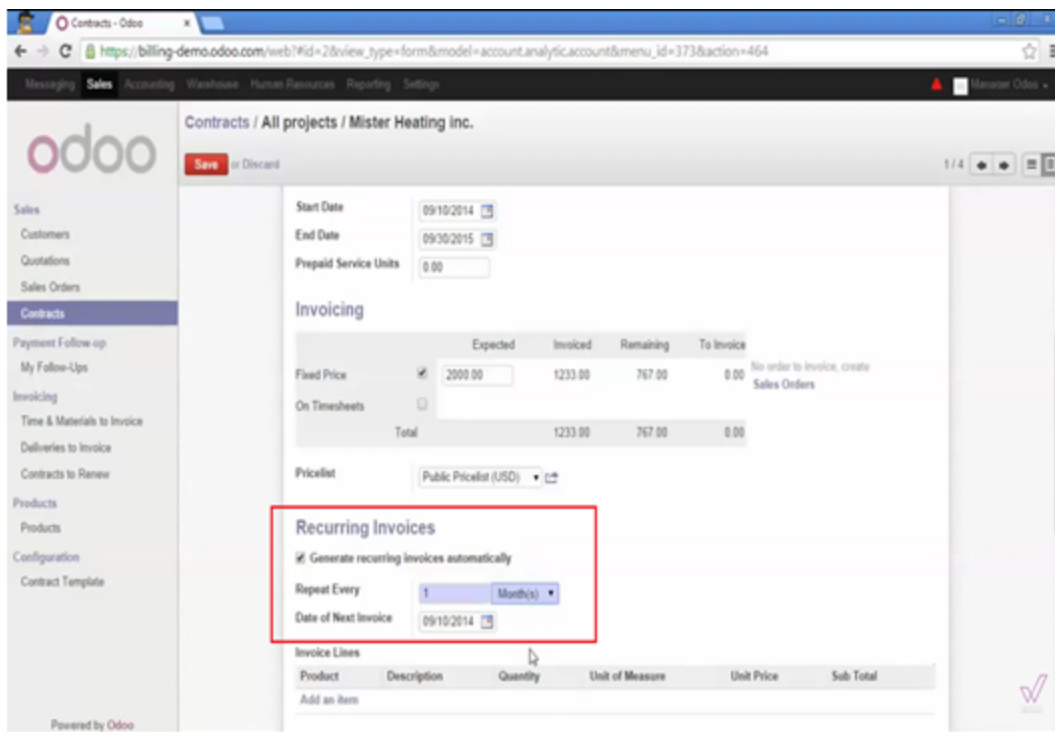 Contracts - Odoo
https://billing-demo.odoo.com/web?#id=2&view_type=form&model=account.analytic.account&menu_id=373&action=464
Messaging Sales Accounting Warehouse Human Resources Reporting Settings Manager Odoo
odoo
Contracts / All projects / Mister Heating inc.
Save or Discard
1/4
Sales
Customers
Quotations
Sales Orders
Contracts
Payment Follow-up
My Follow-Ups
Invoicing
Time & Materials to Invoice
Deliveries to Invoice
Contracts to Renew
Products
Products
Configuration
Contract Template
Powered by Odoo
Start Date 09/10/2014
End Date 09/30/2015
Prepaid Service Units 0.00
Invoicing
Expected Invoiced Remaining To Invoice
Fixed Price 2000.00 1233.00 767.00 0.00
No order to invoice, create
Sales Orders
On Timesheets
Total 1233.00 767.00 0.00
Pricelist Public Pricelist (USD)
Recurring Invoices
Generate recurring invoices automatically
Repeat Every 1 Month(s)
Date of Next Invoice 09/10/2014
Invoice Lines
Product Description Quantity Unit of Measure Unit Price Sub Total
Add an item